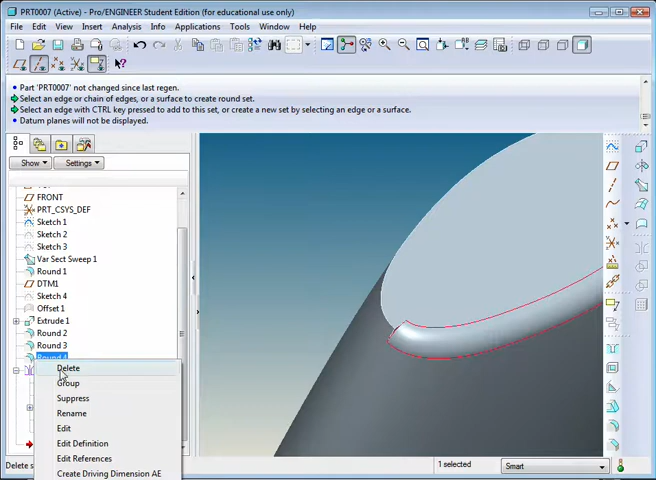 PRT0007 (Active) - Pro/ENGINEER Student Edition (for educational use only)
File Edit View Insert Analysis Info Applications Tools Window Help
Part 'PRT0007' not changed since last regen.
Select an edge or chain of edges, or a surface to create round set.
Select an edge with CTRL key pressed to add to this set, or create a new set by selecting an edge or a surface.
Datum planes will not be displayed.
Show Settings
FRONT
PRT_CSYS_DEF
Sketch 1
Sketch 2
Sketch 3
Var Sect Sweep 1
Round 1
DTM1
Sketch 4
Offset 1
Extrude 1
Round 2
Round 3
Round 4
Delete
Group
Suppress
Rename
Edit
Edit Definition
Edit References
Create Driving Dimension AE
Delete s
1 selected
Smart